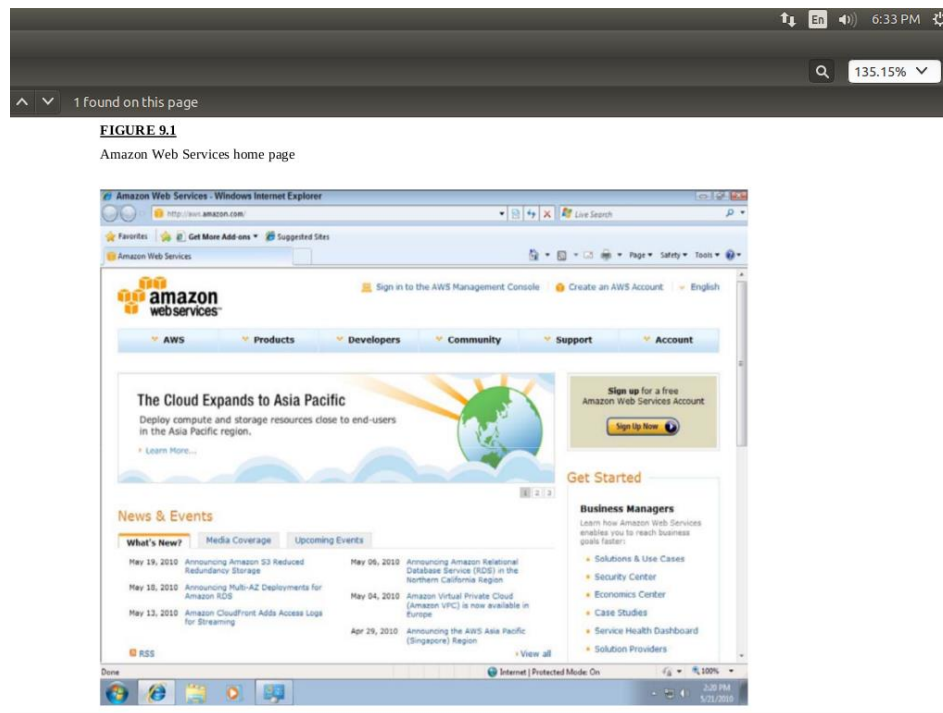 En 6:33 PM
135.15%
1 found on this page
FIGURE 9.1
Amazon Web Services home page
Amazon Web Services - Windows Internet Explorer
http://aws.amazon.com/
Live Search
Favorites Get More Add-ons Suggested Sites
Amazon Web Services
Page Safety Tools
amazon
webservices™
Sign in to the AWS Management Console
Create an AWS Account
English
AWS Products Developers Community Support Account
The Cloud Expands to Asia Pacific
Deploy compute and storage resources close to end-users
in the Asia Pacific region.
Learn More...
1 2 3
Sign up for a free
Amazon Web Services Account
Sign Up Now
News & Events
What's New? Media Coverage Upcoming Events
May 19, 2010 Announcing Amazon S3 Reduced
Redundancy Storage
May 18, 2010 Announcing Multi-AZ Deployments for
Amazon RDS
May 13, 2010 Amazon CloudFront Adds Access Logs
for Streaming
May 06, 2010 Announcing Amazon Relational
Database Service (RDS) in the
Northern California Region
May 04, 2010 Amazon Virtual Private Cloud
(Amazon VPC) is now available in
Europe
Apr 29, 2010 Announcing the AWS Asia Pacific
(Singapore) Region
RSS
View all
Get Started
Business Managers
Learn how Amazon Web Services
enables you to reach business
goals faster:
Solutions & Use Cases
Security Center
Economics Center
Case Studies
Service Health Dashboard
Solution Providers
Done
Internet | Protected Mode: On
100%
2:20 PM
5/21/2010